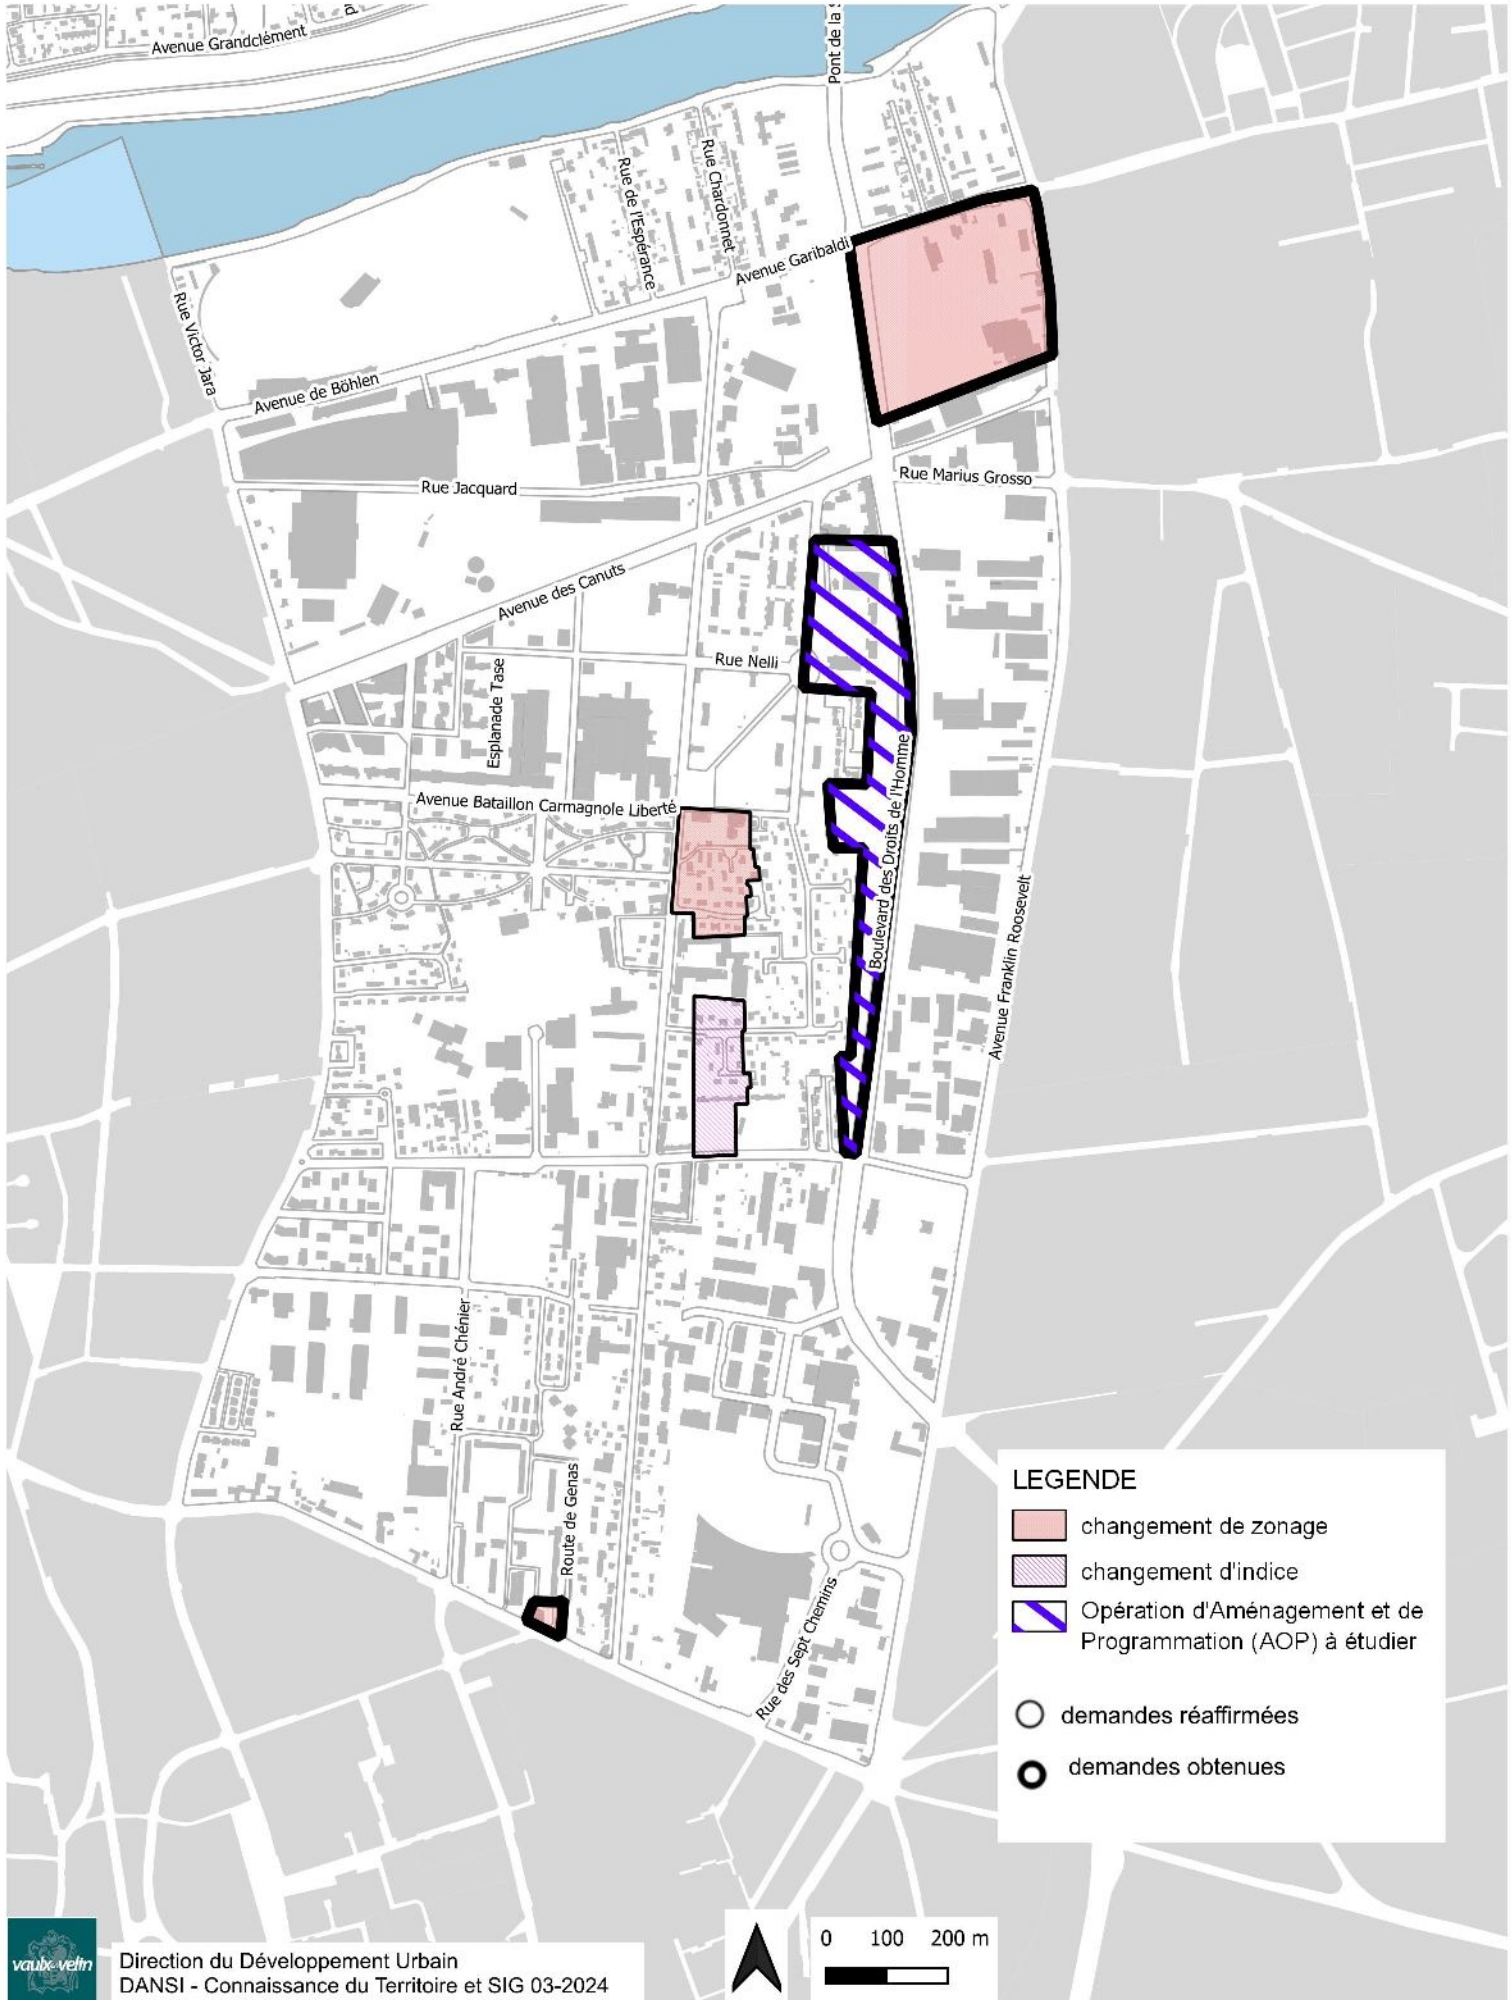 Avenue Grandclément
Pont de la
Rue Chardonnet
Rue de l'Espérance
Avenue Garibaldi
Rue Victor Jara
Avenue de Böhlen
Rue Jacquard
Rue Marius Grosso
Avenue des Canuts
Rue Nelli
Esplanade Tase
Boulevard des Droits de l'Homme
Avenue Bataillon Carmagnole Liberté
Avenue Franklin Roosevelt
Rue André Chénier
Route de Genas
Rue des Sept Chemins
LEGENDE
changement de zonage
changement d'indice
Opération d'Aménagement et de
Programmation (AOP) à étudier
demandes réaffirmées
demandes obtenues
vaulx-en-velin
Direction du Développement Urbain
DANSI - Connaissance du Territoire et SIG 03-2024
0 100 200 m